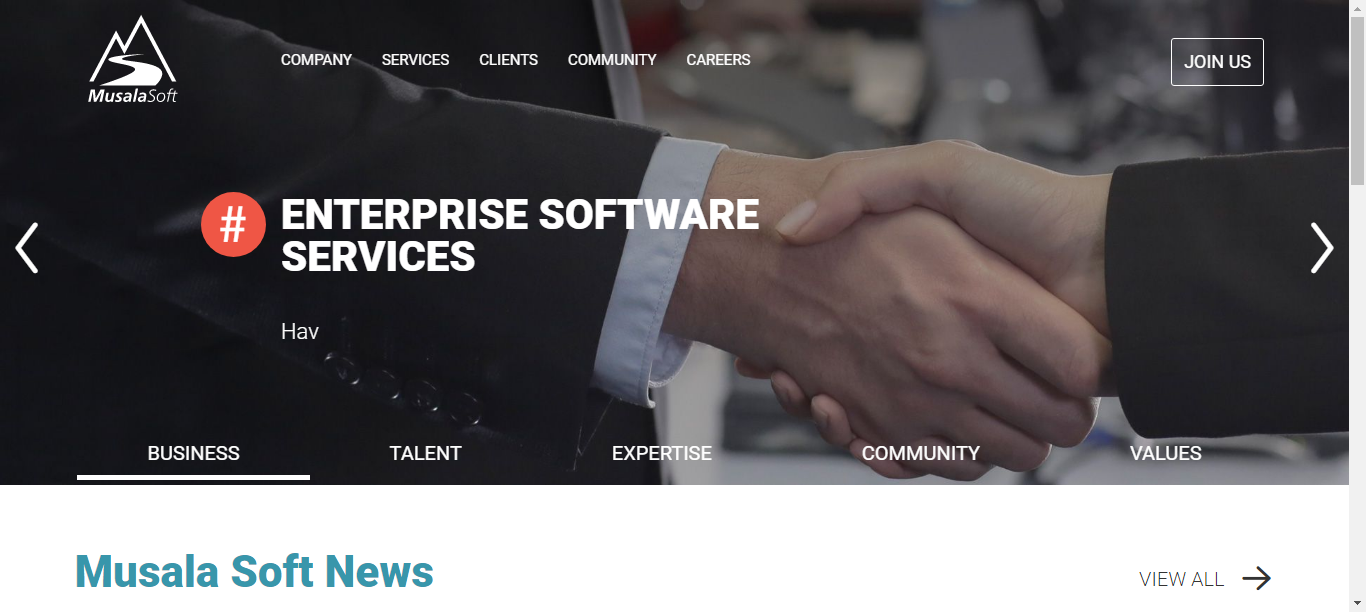 MusalaSoft
COMPANY SERVICES CLIENTS COMMUNITY CAREERS
JOIN US
# ENTERPRISE SOFTWARE
SERVICES
Hav
BUSINESS TALENT EXPERTISE COMMUNITY VALUES
Musala Soft News
VIEW ALL